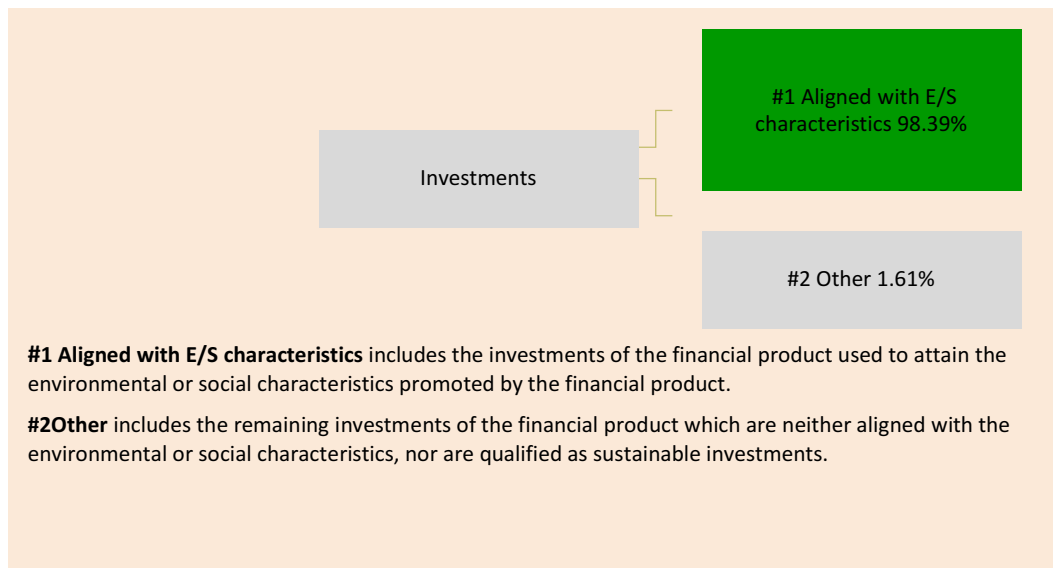 #1 Aligned with E/S
characteristics 98.39%
Investments
#2 Other 1.61%
#1 Aligned with E/S characteristics includes the investments of the financial product used to attain the
environmental or social characteristics promoted by the financial product.
#2Other includes the remaining investments of the financial product which are neither aligned with the
environmental or social characteristics, nor are qualified as sustainable investments.